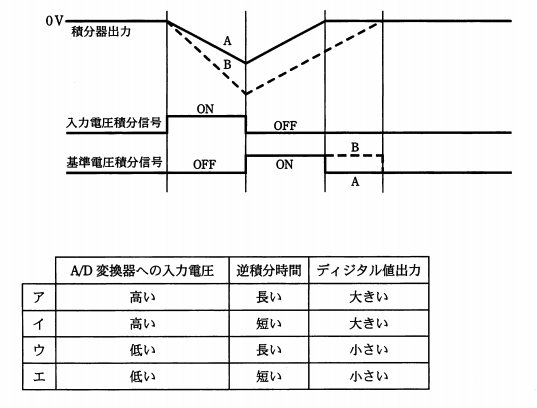 0V
積分器出力
A
B
ON
入力電圧積分信号
OFF
B
基準電圧積分信号
OFF
ON
A
A/D 変換器への入力電圧 逆積分時間 ディジタル値出力
ア 高い 長い 大きい
イ 高い 短い 大きい
ウ 低い 長い 小さい
エ 低い 短い 小さい